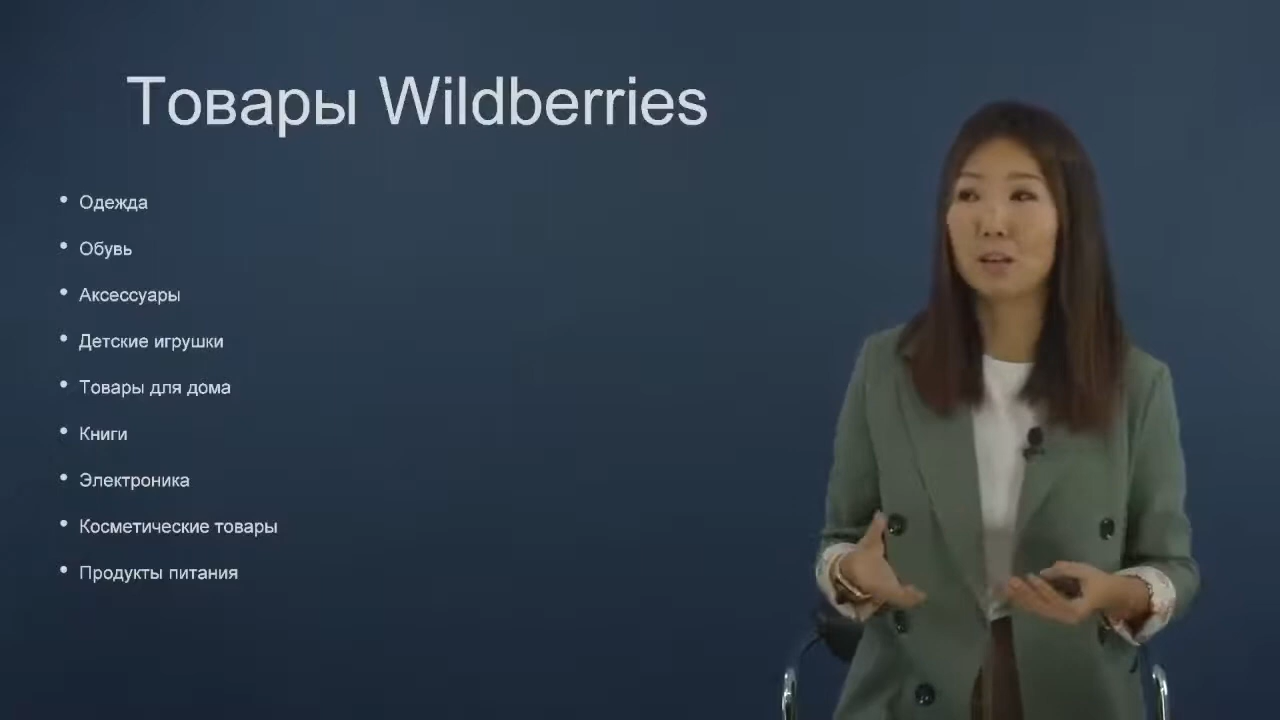 Товары Wildberries
• Одежда
• Обувь
• Аксессуары
• Детские игрушки
• Товары для дома
• Книги
• Электроника
• Косметические товары
• Продукты питания